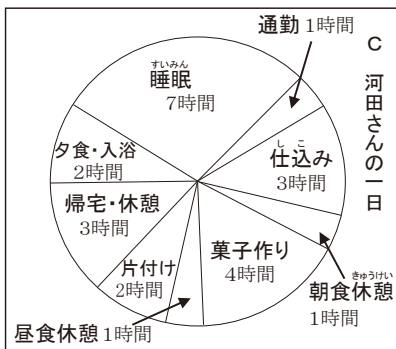 C 河田さんの一日
通勤 1時間
しこ
仕込み
3時間
きゅうけい
朝食休憩
1時間
菓子作り
4時間
昼食休憩 1時間
片付け
2時間
帰宅・休憩
3時間
夕食・入浴
2時間
すいみん
睡眠
7時間